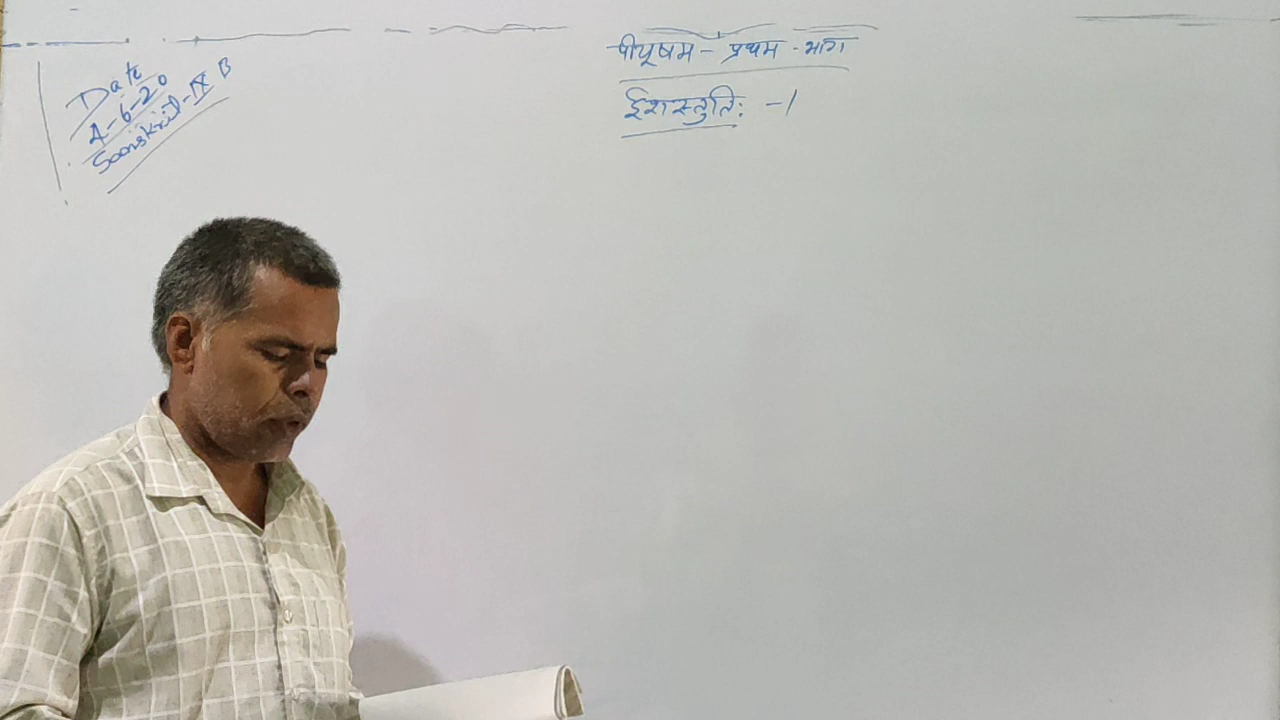 Date
4-6-20
Sanskrit-IX B
पीयूषम - प्रथम - भाग
ईशस्तुतिः -1